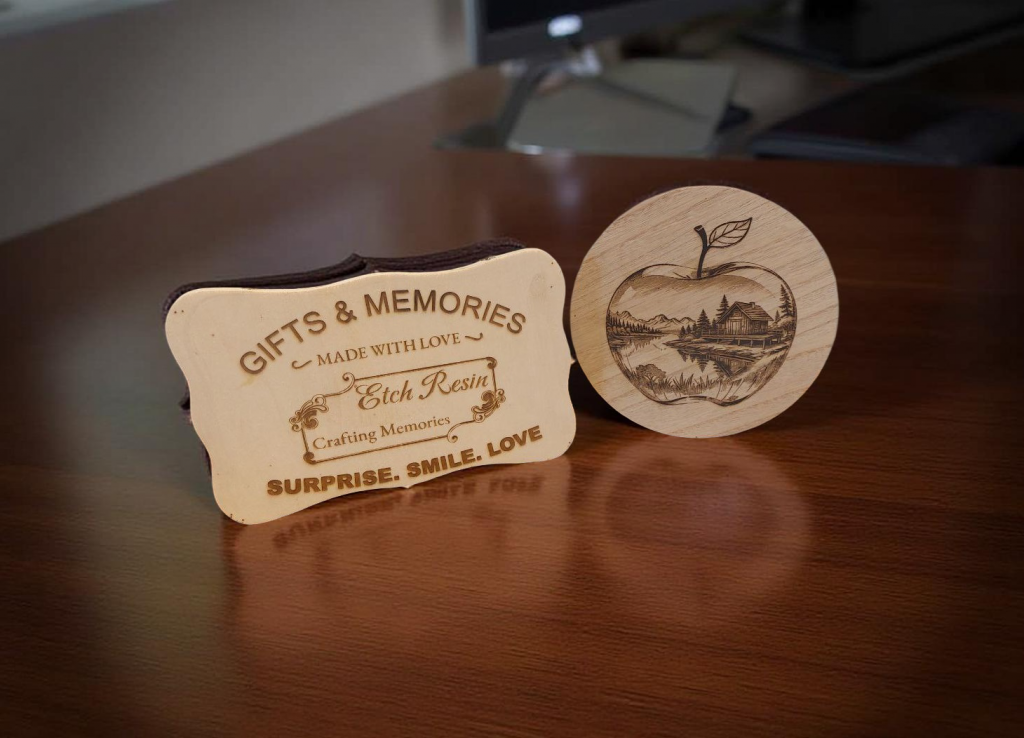 GIFTS & MEMORIES
~ MADE WITH LOVE ~
Etch Resin
Crafting Memories
SURPRISE. SMILE. LOVE